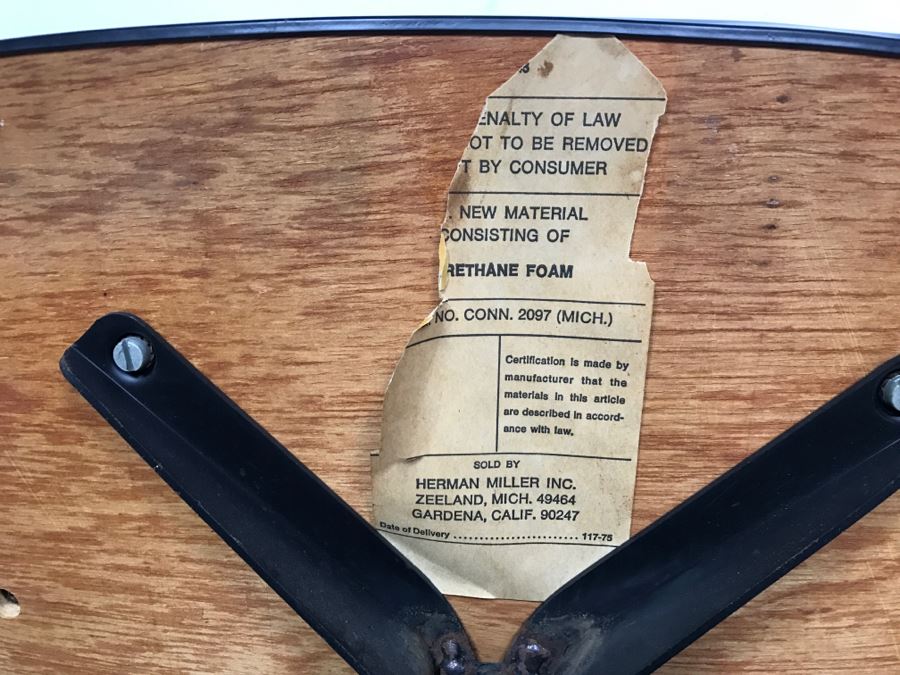 ENALTY OF LAW
OT TO BE REMOVED
T BY CONSUMER
. NEW MATERIAL
CONSISTING OF
RETHANE FOAM
NO. CONN. 2097 (MICH.)
Certification is made by
manufacturer that the
materials in this article
are described in accord-
ance with law.
SOLD BY
HERMAN MILLER INC.
ZEELAND, MICH. 49464
GARDENA, CALIF. 90247
Date of Delivery ........................ 117-75